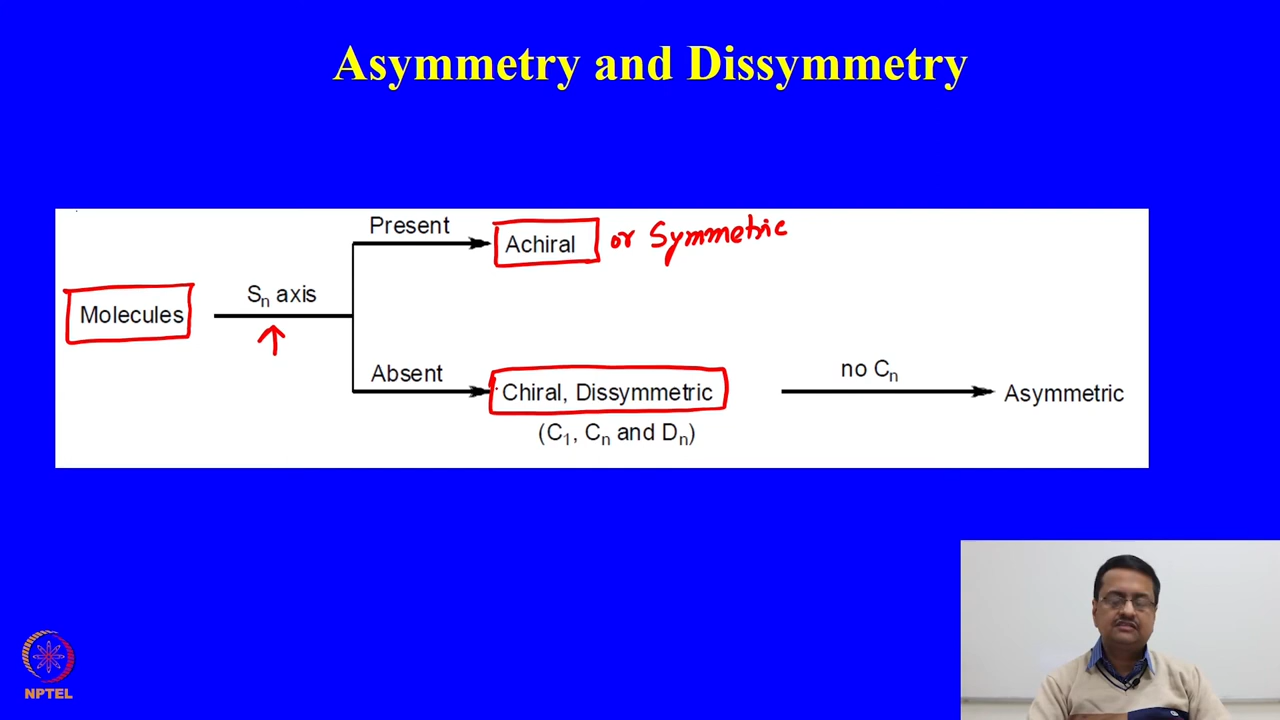 Asymmetry and Dissymmetry
Present
Achiral or Symmetric
Sn axis
Molecules
Absent
Chiral, Dissymmetric
no Cn
Asymmetric
(C1, Cn and Dn)
NPTEL